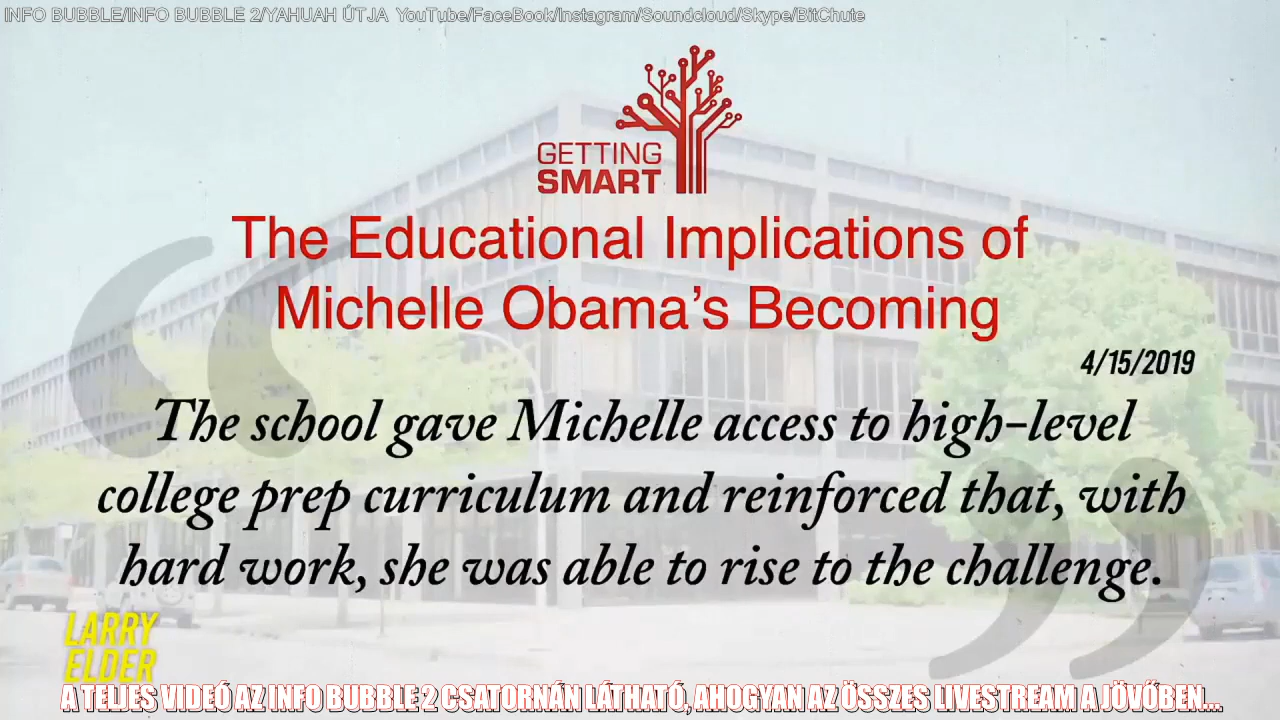 INFO BUBBLE/INFO BUBBLE 2/YAHUAH ÚTJA YouTube/FaceBook/Instagram/Soundcloud/Skype/BitChute
GETTING
SMART
The Educational Implications of
Michelle Obama’s Becoming
4/15/2019
The school gave Michelle access to high-level
college prep curriculum and reinforced that, with
hard work, she was able to rise to the challenge.
LARRY
ELDER
A TELJES VIDEÓ AZ INFO BUBBLE 2 CSATORNÁN LÁTHATÓ, AHOGYAN AZ ÖSSZES LIVESTREAM A JÖVŐBEN...